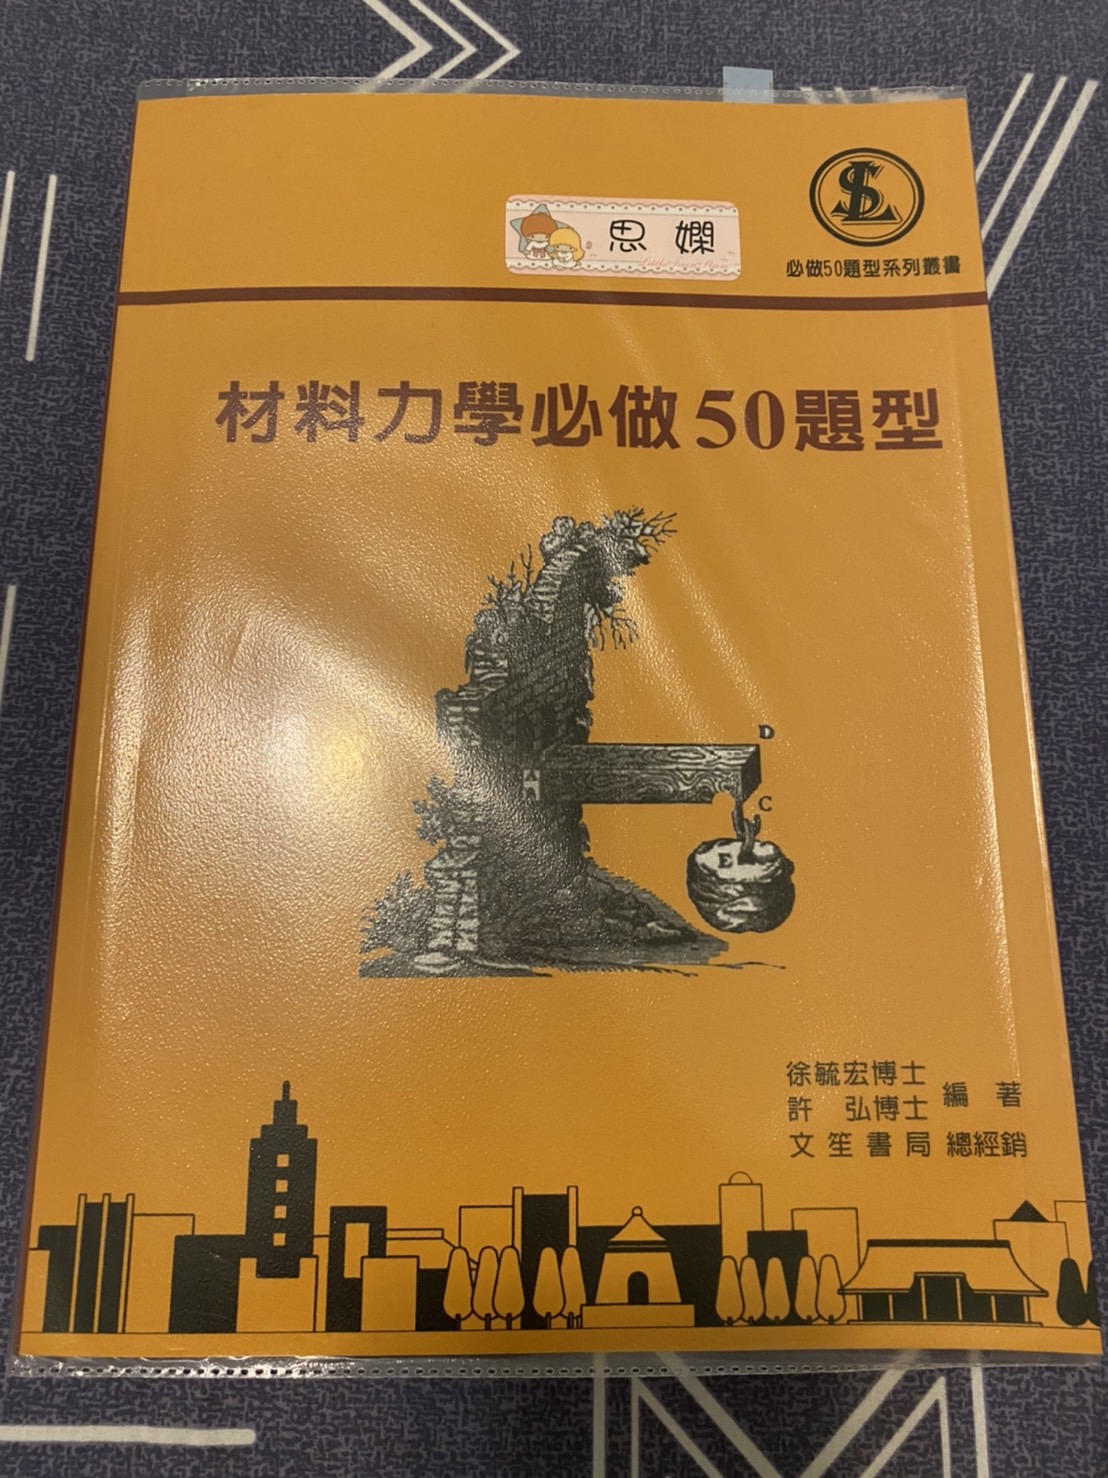 思嫻
SL
必做50題型系列叢書
材料力學必做50題型
D
A
C
E
徐毓宏博士
許 弘博士 編 著
文笙書局 總經銷